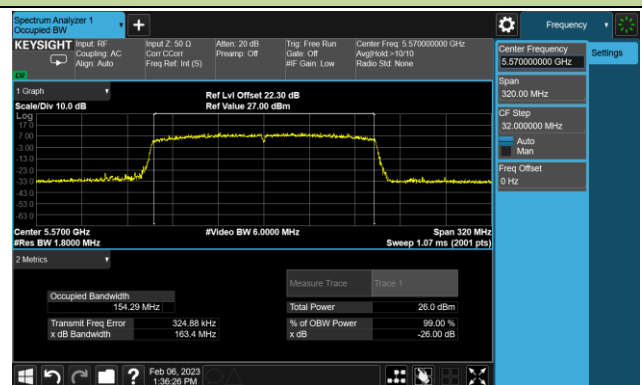 Spectrum Analyzer 1
Occupied BW
+
Frequency
KEYSIGHT
Input: RF
Coupling: AC
Align: Auto
Input Z: 50 Ω
Corr CCorr
Freq Ref: Int (S)
Atten: 20 dB
Preamp: Off
Trig: Free Run
Gate: Off
#IF Gain: Low
Center Freq: 5.570000000 GHz
Avg|Hold:>10/10
Radio Std: None
LW
Center Frequency
5.570000000 GHz
Settings
Span
320.00 MHz
CF Step
32.000000 MHz
Auto
Man
Freq Offset
0 Hz
1 Graph
Scale/Div 10.0 dB
Ref Lvl Offset 22.30 dB
Ref Value 27.00 dBm
Log
17.0
7.00
-3.00
-13.0
-23.0
-33.0
-43.0
-53.0
-63.0
Center 5.5700 GHz
#Res BW 1.8000 MHz
#Video BW 6.0000 MHz
Span 320 MHz
Sweep 1.07 ms (2001 pts)
2 Metrics
Measure Trace
Trace 1
Occupied Bandwidth
154.29 MHz
Total Power
26.0 dBm
Transmit Freq Error
324.88 kHz
% of OBW Power
99.00 %
x dB Bandwidth
163.4 MHz
x dB
-26.00 dB
?
Feb 06, 2023
1:36:26 PM